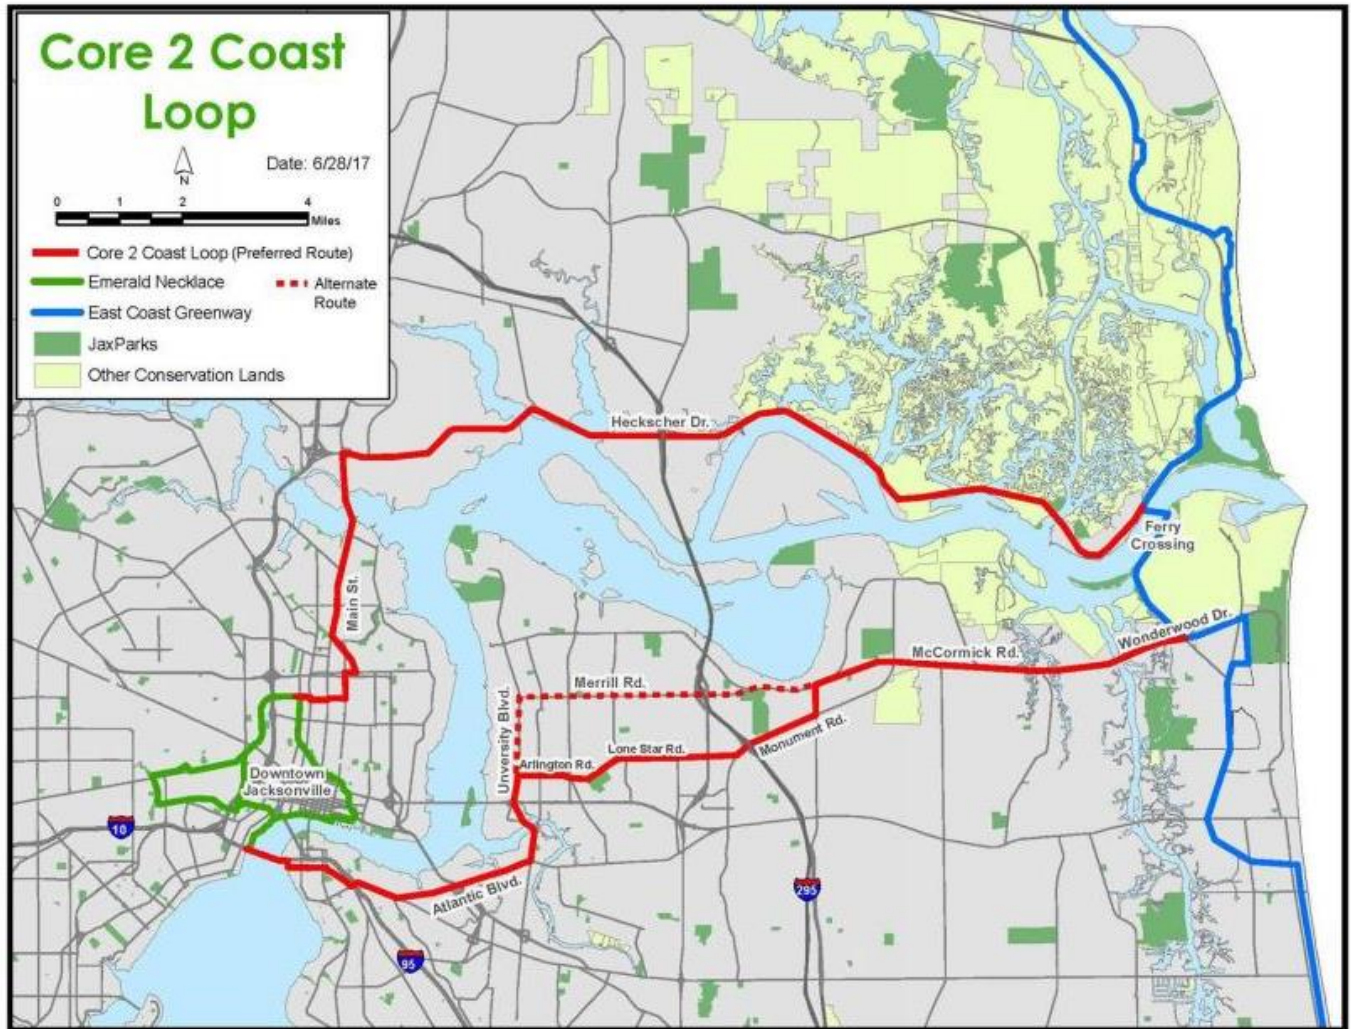 Core 2 Coast
Loop
N
Date: 6/28/17
0 1 2 4
Miles
Core 2 Coast Loop (Preferred Route)
Emerald Necklace
Alternate
Route
East Coast Greenway
JaxParks
Other Conservation Lands
Heckscher Dr.
Ferry
Crossing
Main St.
Wonderwood Dr.
McCormick Rd.
Merrill Rd.
Unversity Blvd.
Monument Rd.
Lone Star Rd.
Arlington Rd.
Downtown
Jacksonville
10
Atlantic Blvd.
295
95